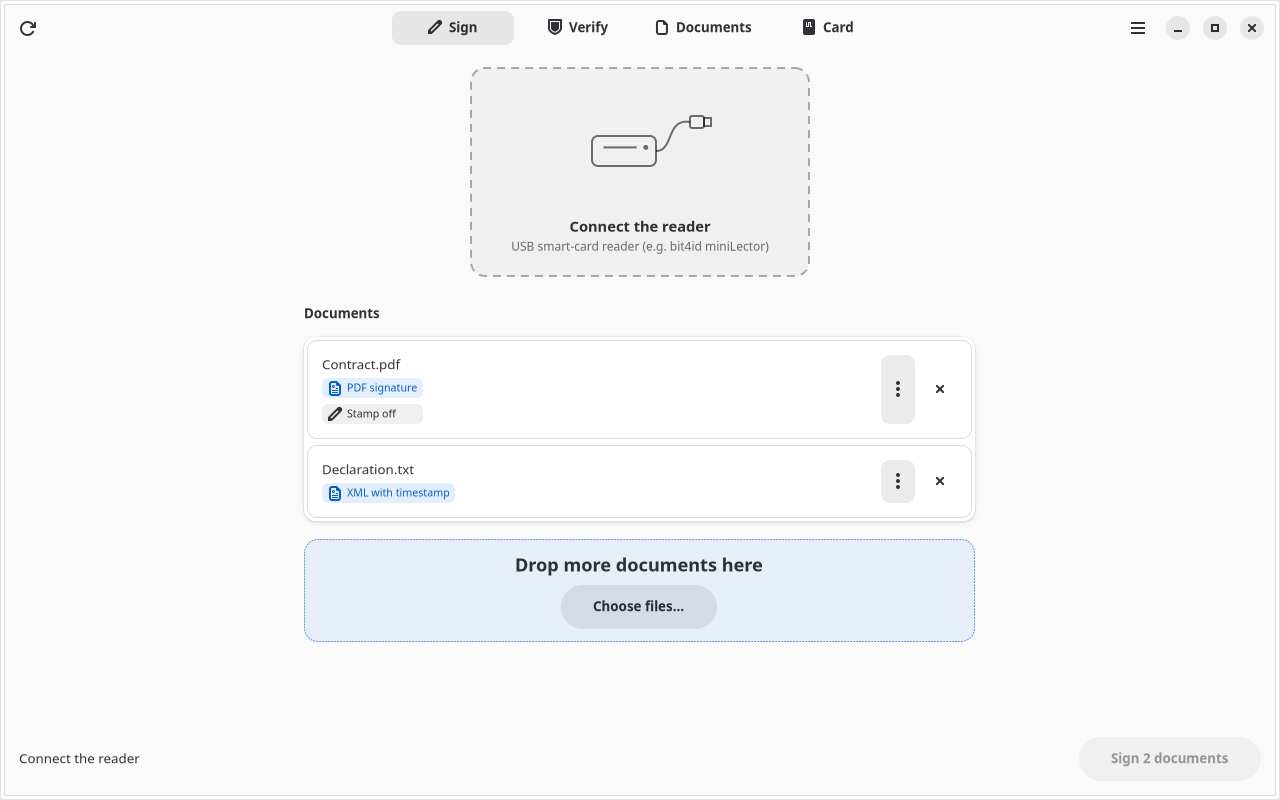 Sign
Verify
Documents
Card
Connect the reader
USB smart-card reader (e.g. bit4id miniLector)
Documents
Contract.pdf
PDF signature
Stamp off
Declaration.txt
XML with timestamp
Drop more documents here
Choose files...
Connect the reader
Sign 2 documents